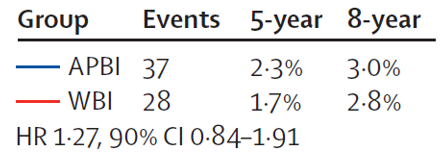 Group Events 5-year 8-year
APBI 37 2·3% 3·0%
WBI 28 1·7% 2·8%
HR 1·27, 90% CI 0·84–1·91